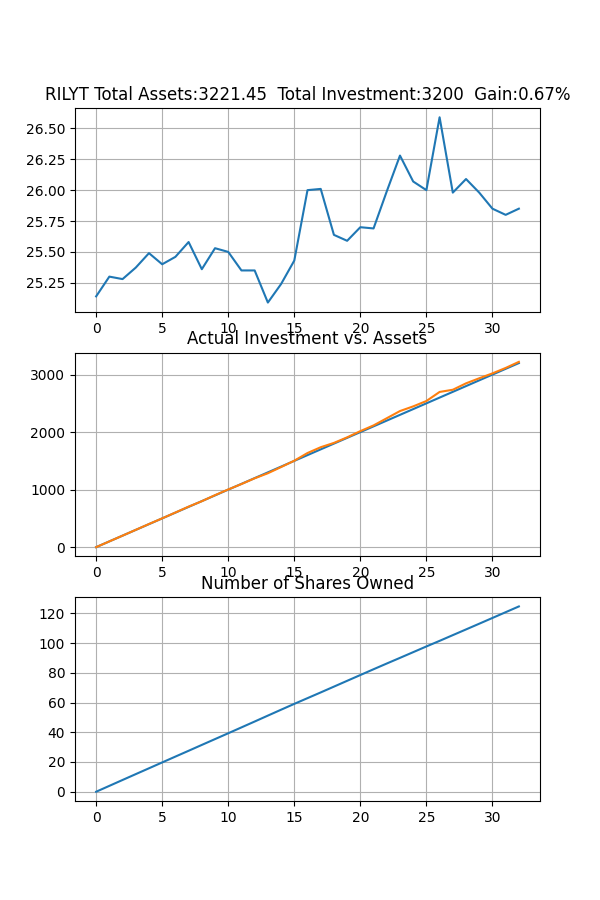 RILYT Total Assets:3221.45  Total Investment:3200  Gain:0.67%
26.50
26.25
26.00
25.75
25.50
25.25
0 5 10 15 20 25 30
Actual Investment vs. Assets
3000
2000
1000
0
0 5 10 15 20 25 30
Number of Shares Owned
120
100
80
60
40
20
0
0 5 10 15 20 25 30